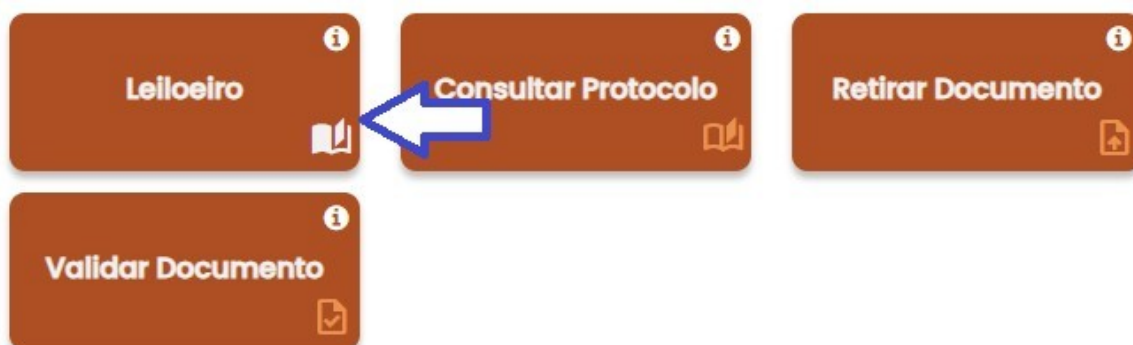 Leiloeiro
Consultar Protocolo
Retirar Documento
Validar Documento